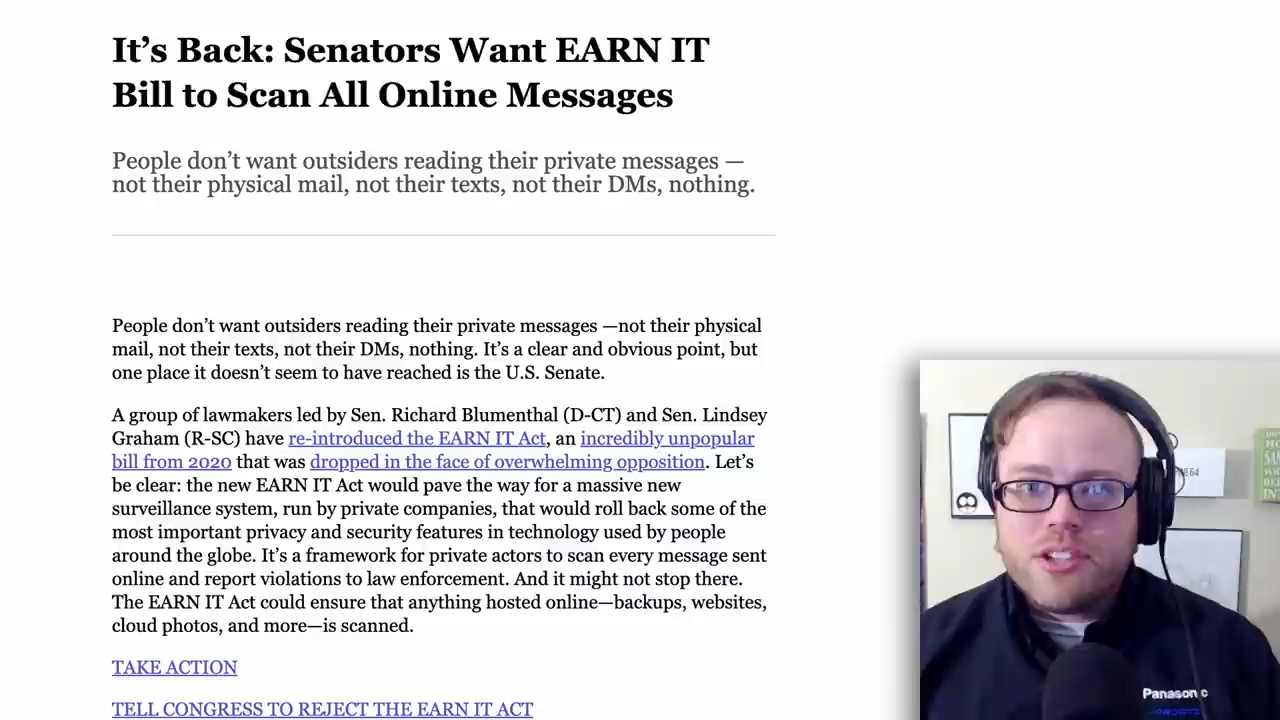 It’s Back: Senators Want EARN IT
Bill to Scan All Online Messages
People don’t want outsiders reading their private messages —
not their physical mail, not their texts, not their DMs, nothing.
People don’t want outsiders reading their private messages —not their physical
mail, not their texts, not their DMs, nothing. It’s a clear and obvious point, but
one place it doesn’t seem to have reached is the U.S. Senate.
A group of lawmakers led by Sen. Richard Blumenthal (D-CT) and Sen. Lindsey
Graham (R-SC) have re-introduced the EARN IT Act, an incredibly unpopular
bill from 2020 that was dropped in the face of overwhelming opposition. Let’s
be clear: the new EARN IT Act would pave the way for a massive new
surveillance system, run by private companies, that would roll back some of the
most important privacy and security features in technology used by people
around the globe. It’s a framework for private actors to scan every message sent
online and report violations to law enforcement. And it might not stop there.
The EARN IT Act could ensure that anything hosted online—backups, websites,
cloud photos, and more—is scanned.
TAKE ACTION
TELL CONGRESS TO REJECT THE EARN IT ACT
Panasonic